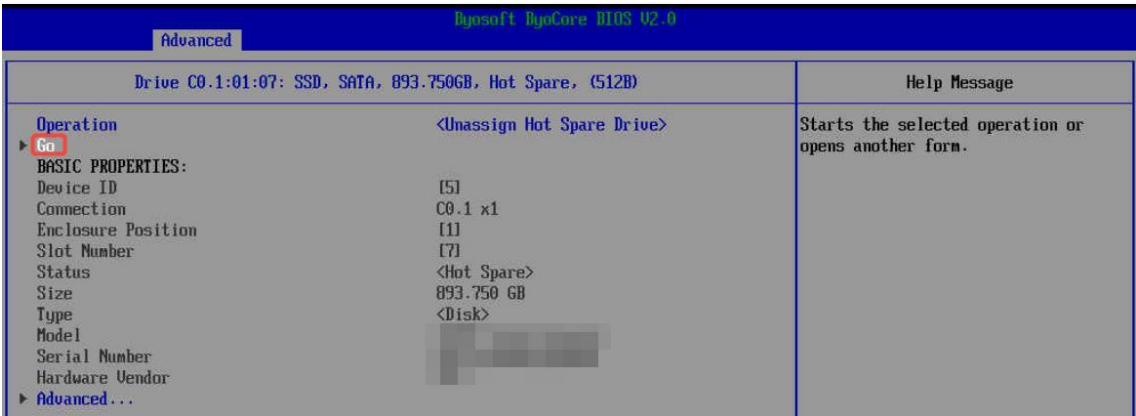 Byosoft ByoCore BIOS V2.0
Advanced
Drive C0.1:01:07: SSD, SATA, 893.750GB, Hot Spare, (512B)
Help Message
Operation <Unassign Hot Spare Drive>
Starts the selected operation or
opens another form.
Go
BASIC PROPERTIES:
Device ID [5]
Connection C0.1 x1
Enclosure Position [1]
Slot Number [7]
Status <Hot Spare>
Size 893.750 GB
Type <Disk>
Model
Serial Number
Hardware Vendor
Advanced...